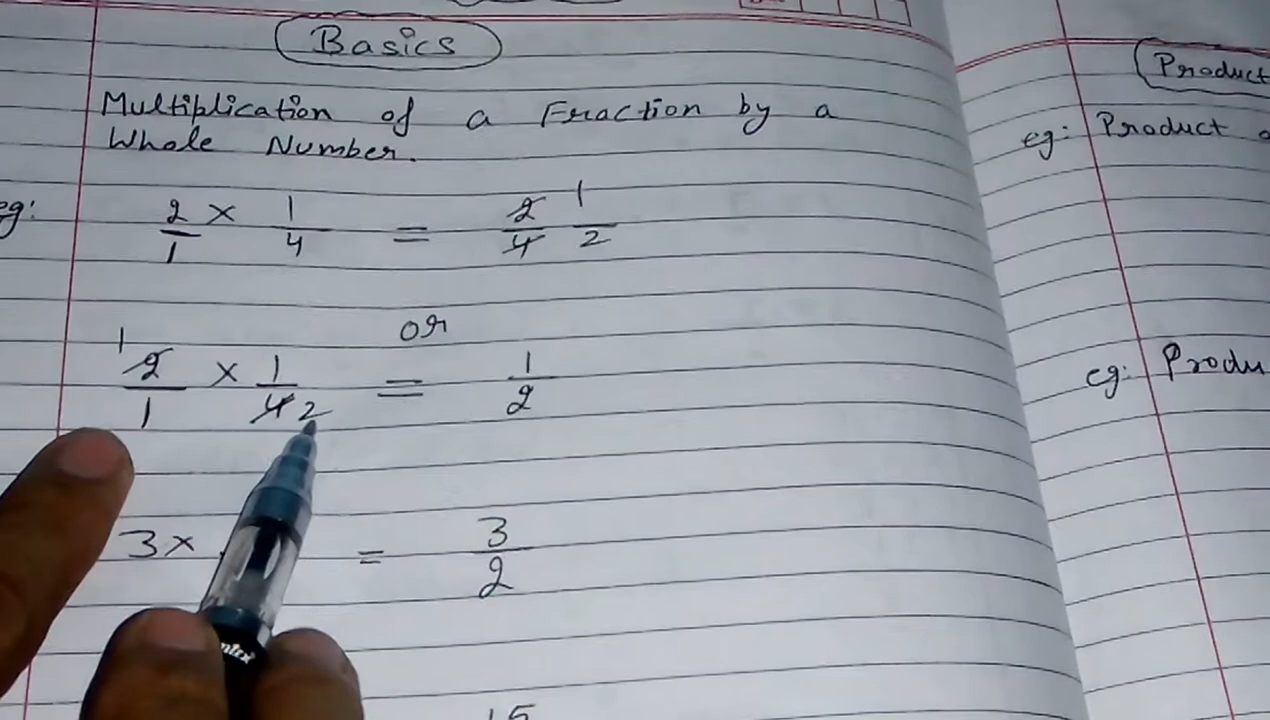 Basics
Multiplication of a Fraction by a
Whole Number.
eg: 2/1 × 1/4 = 2/4 1/2
or
1 2/1 × 1/4 2 = 1/2
3 × = 3/2
15
Product
eg: Product
eg: Produ